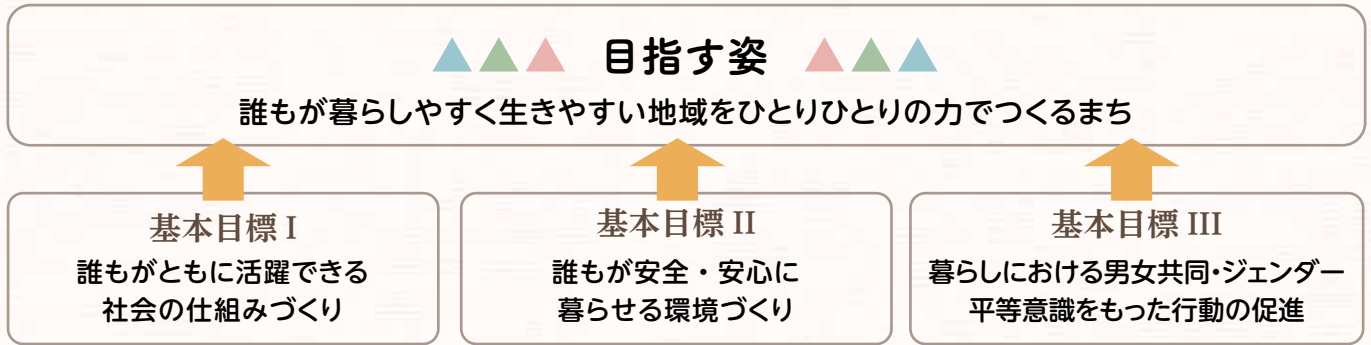 目指す姿
誰もが暮らしやすく生きやすい地域をひとりひとりの力でつくるまち
基本目標 I
誰もがともに活躍できる
社会の仕組みづくり
基本目標 II
誰もが安全・安心に
暮らせる環境づくり
基本目標 III
暮らしにおける男女共同・ジェンダー
平等意識をもった行動の促進